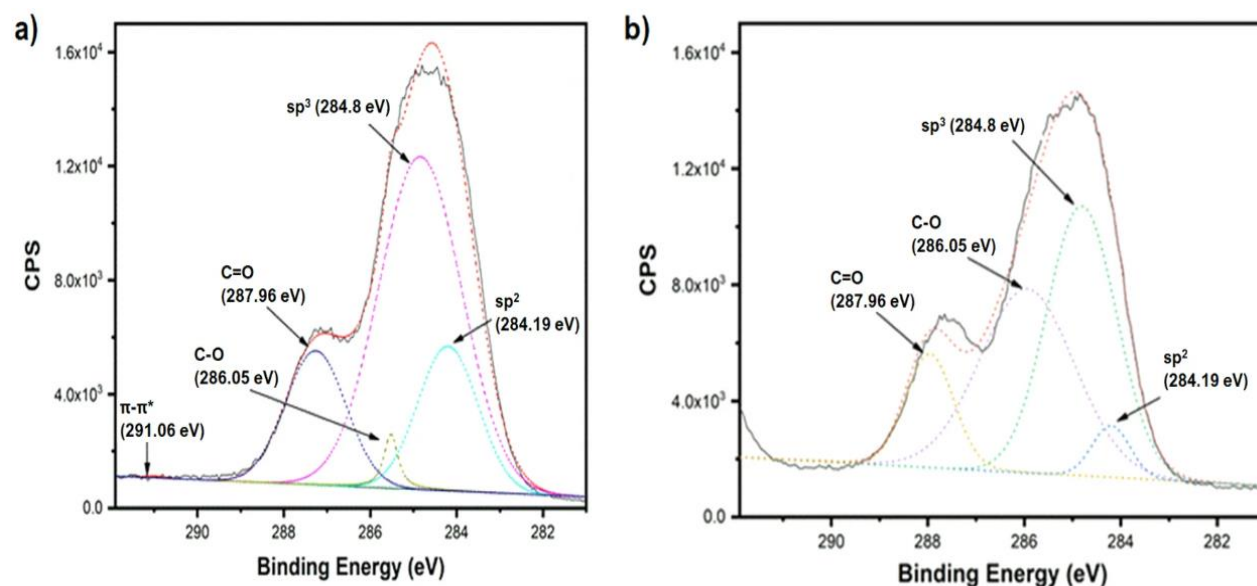 a)
1.6x10⁴
1.2x10⁴
8.0x10³
4.0x10³
0.0
CPS
sp³ (284.8 eV)
C=O
(287.96 eV)
C-O
(286.05 eV)
π-π*
(291.06 eV)
sp²
(284.19 eV)
290
288
286
284
282
Binding Energy (eV)
b)
1.6x10⁴
1.2x10⁴
8.0x10³
4.0x10³
0.0
CPS
sp³ (284.8 eV)
C-O
(286.05 eV)
C=O
(287.96 eV)
sp²
(284.19 eV)
290
288
286
284
282
Binding Energy (eV)